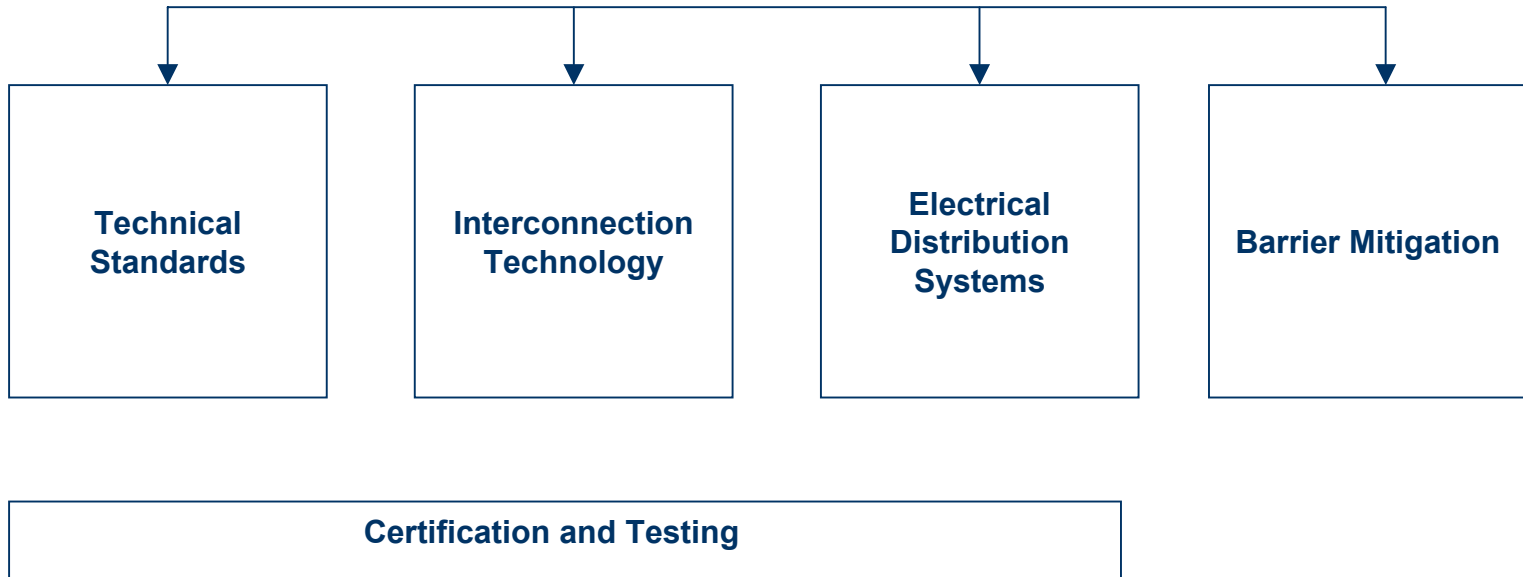 Technical
Standards
Interconnection
Technology
Electrical
Distribution
Systems
Barrier Mitigation
Certification and Testing